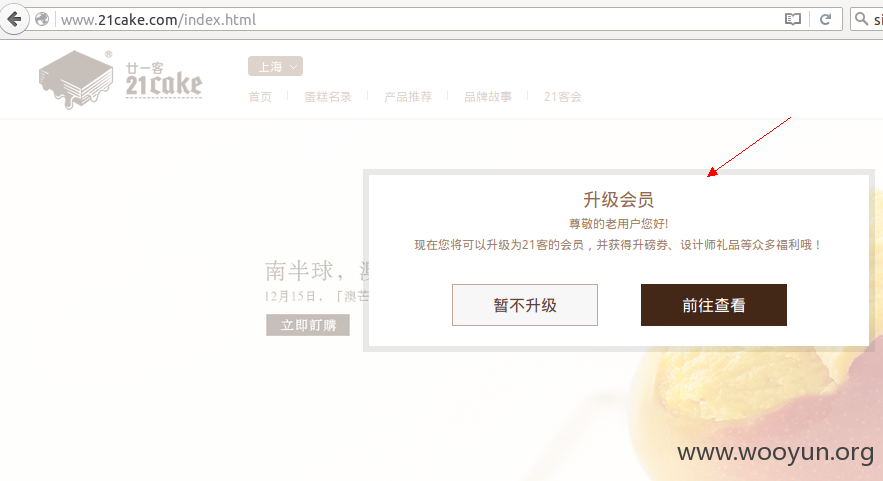 www.21cake.com/index.html
si
廿一客
21cake®
上海
首页 蛋糕名录 产品推荐 品牌故事 21客会
升级会员
尊敬的老用户您好!
现在您将可以升级为21客的会员，并获得升磅券、设计师礼品等众多福利哦！
南半球，澳
12月15日，「澳芒
立即訂購
暂不升级 前往查看
www.wooyun.org